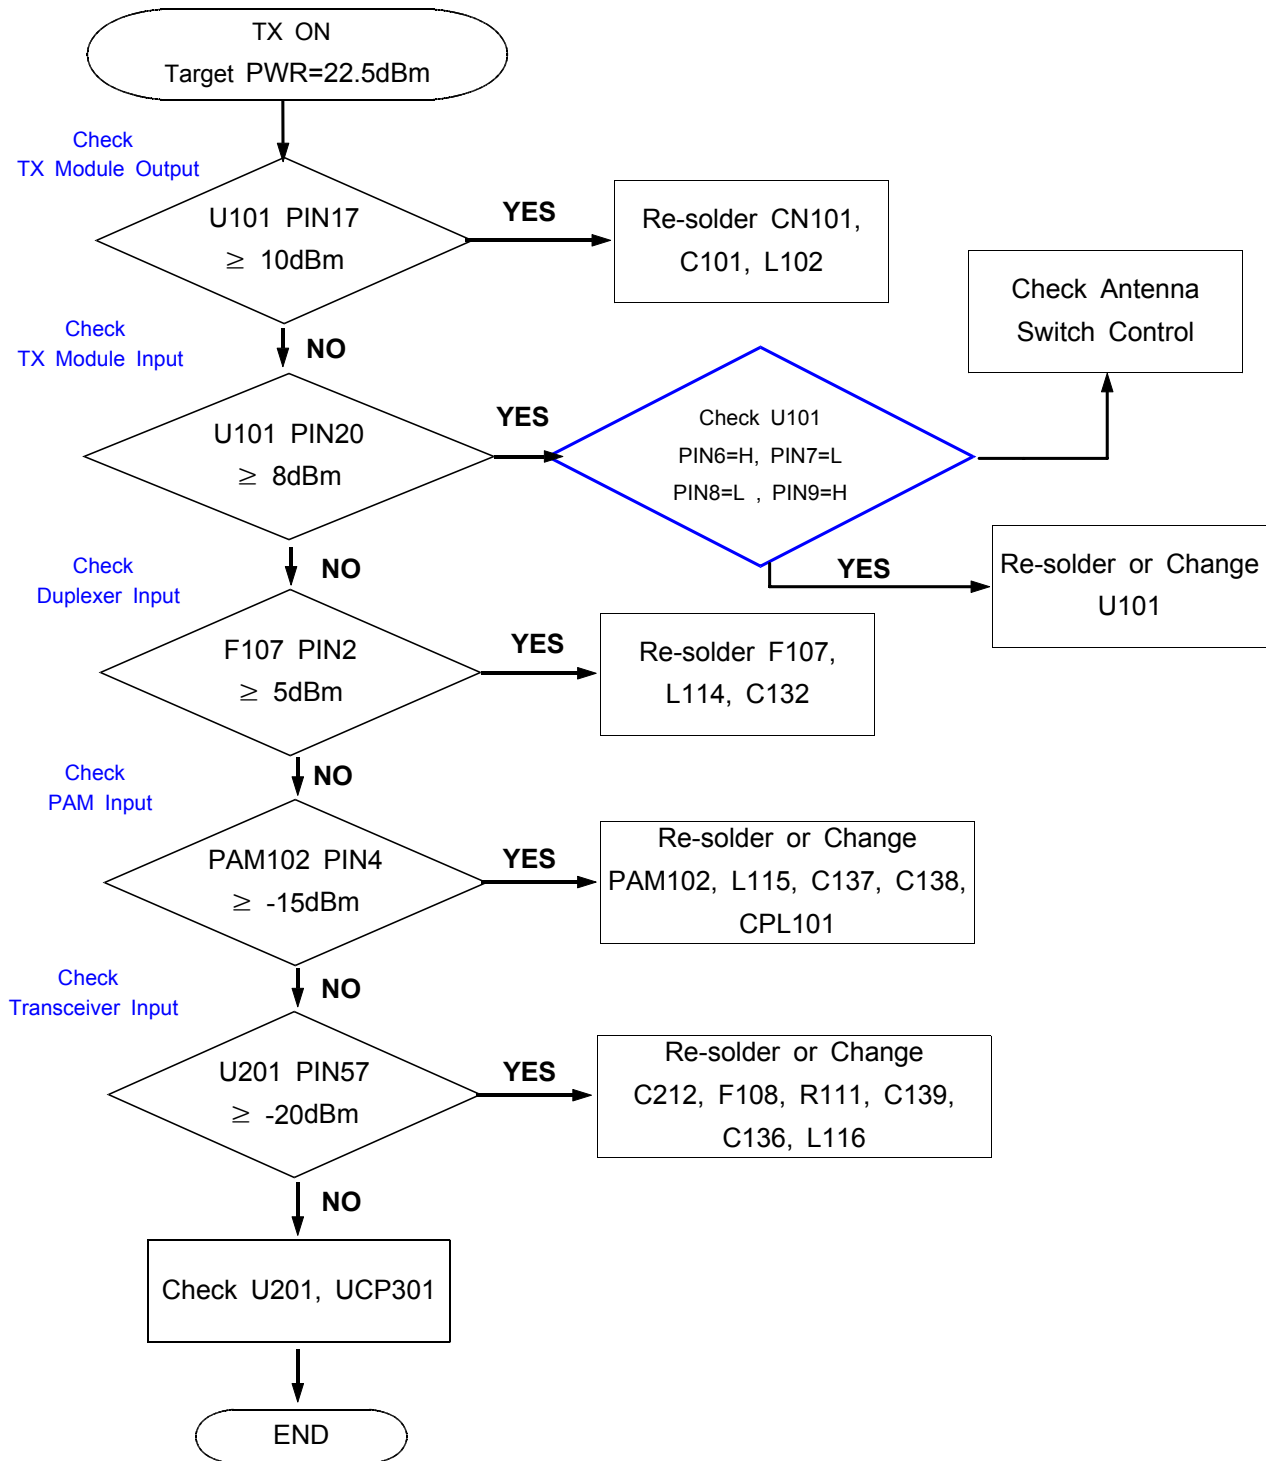 TX ON
Target PWR=22.5dBm
Check
TX Module Output
U101 PIN17
≥ 10dBm
YES
Re-solder CN101,
C101, L102
Check Antenna
Switch Control
Check
TX Module Input
NO
U101 PIN20
≥ 8dBm
YES
Check U101
PIN6=H, PIN7=L
PIN8=L , PIN9=H
YES
Re-solder or Change
U101
Check
Duplexer Input
NO
F107 PIN2
≥ 5dBm
YES
Re-solder F107,
L114, C132
Check
PAM Input
NO
PAM102 PIN4
≥ -15dBm
YES
Re-solder or Change
PAM102, L115, C137, C138,
CPL101
Check
Transceiver Input
NO
U201 PIN57
≥ -20dBm
YES
Re-solder or Change
C212, F108, R111, C139,
C136, L116
NO
Check U201, UCP301
END